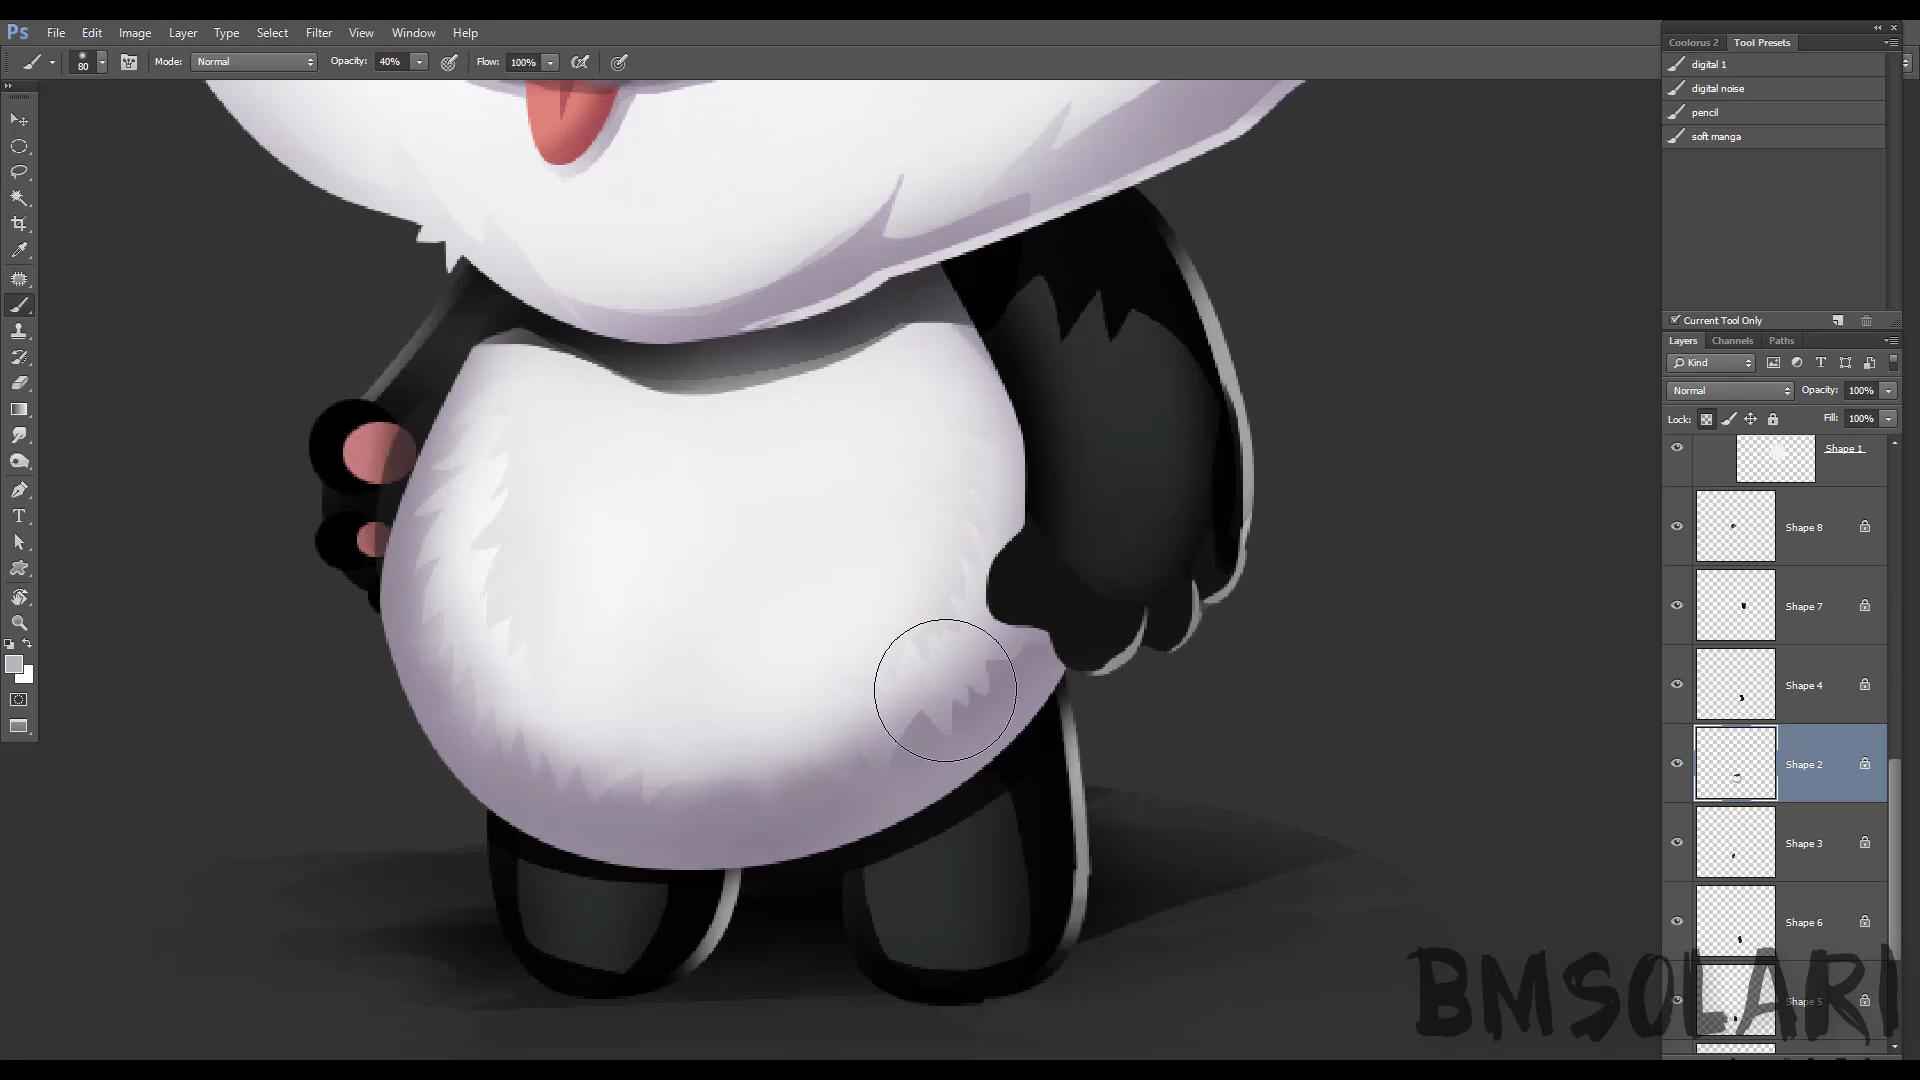 Ps File Edit Image Layer Type Select Filter View Window Help
80 Mode: Normal Opacity: 40% Flow: 100%
Coolorus 2 Tool Presets
digital 1
digital noise
pencil
soft manga
Current Tool Only
Layers Channels Paths
Kind T
Normal Opacity: 100%
Lock: Fill: 100%
Shape 1
Shape 8
Shape 7
Shape 4
Shape 2
Shape 3
Shape 6
Shape 5
T
BMSOLARI